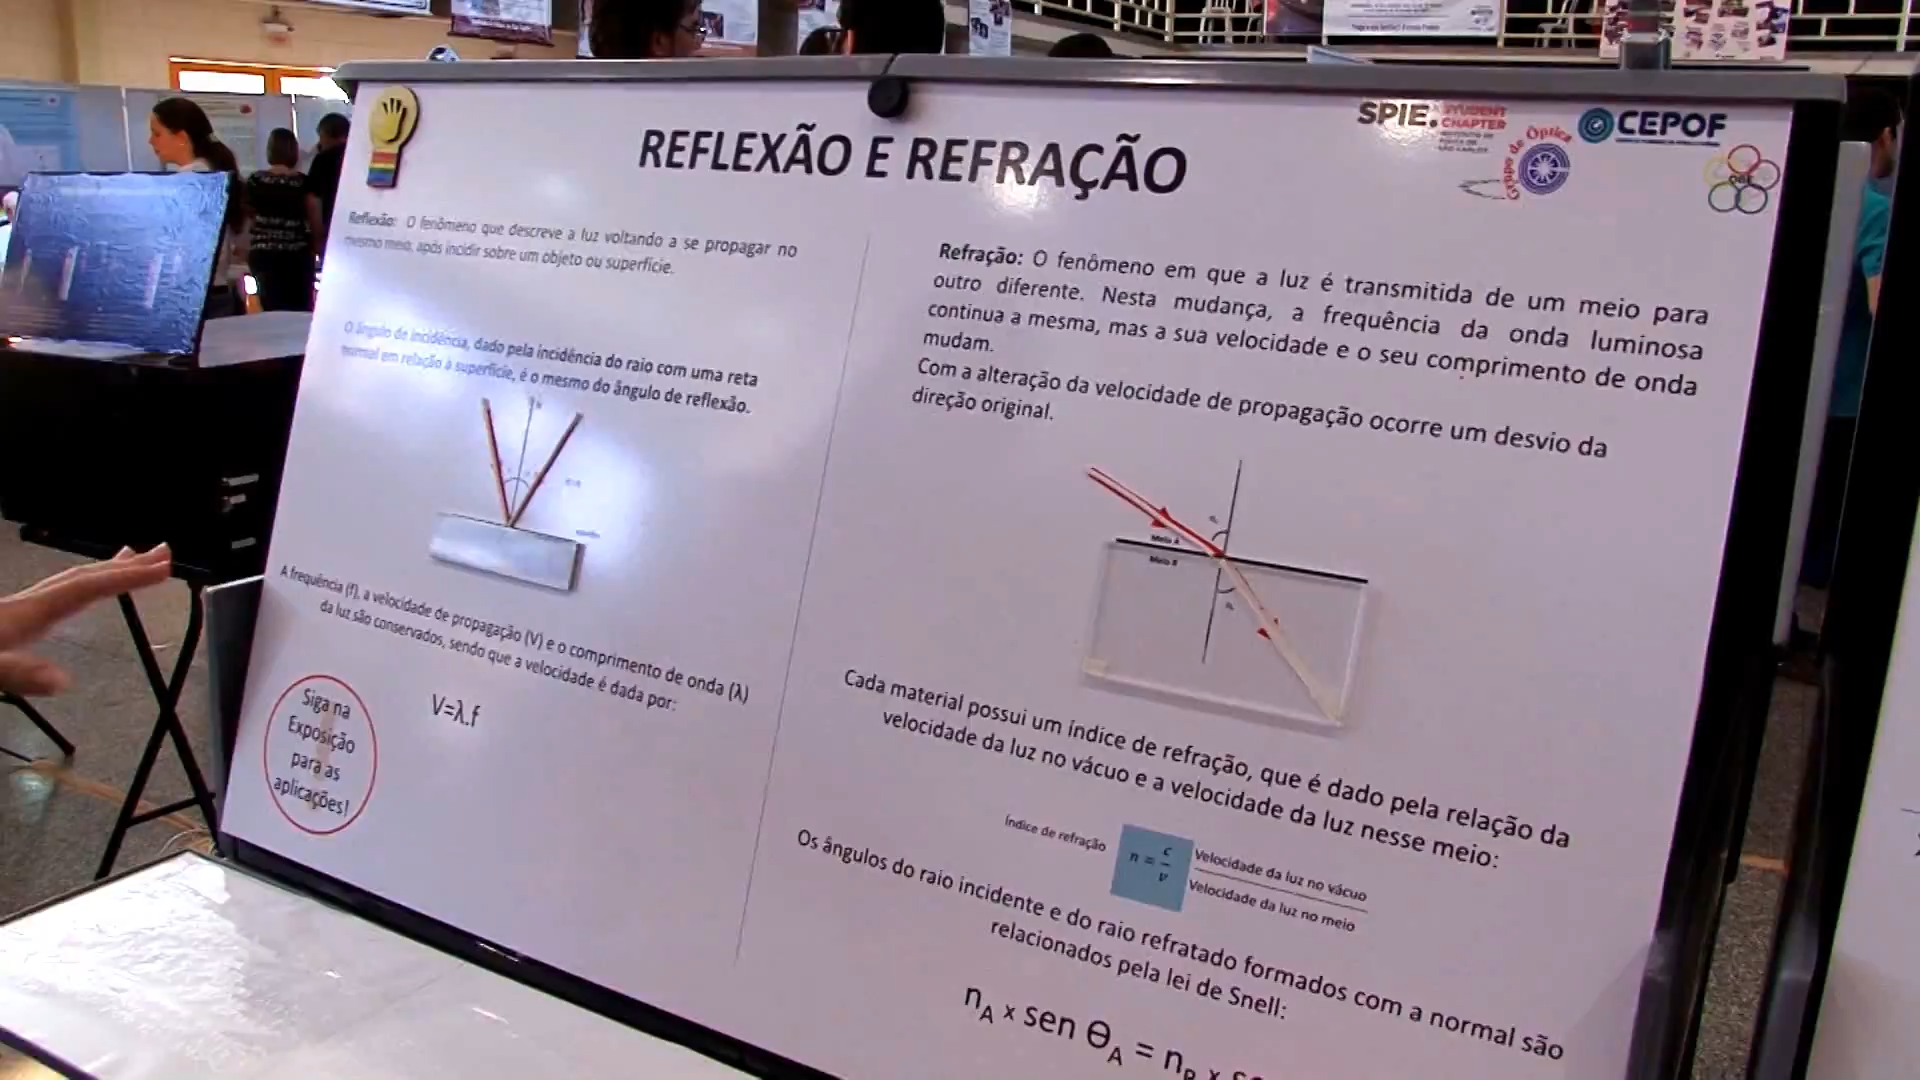 REFLEXÃO E REFRAÇÃO
SPIE. STUDENT
CHAPTER
CEPOF
Grupo de Óptica
Reflexão: O fenômeno que descreve a luz voltando a se propagar no
mesmo meio, após incidir sobre um objeto ou superfície.
O ângulo de incidência, dado pela incidência do raio com uma reta
normal em relação à superfície, é o mesmo do ângulo de reflexão.
A frequência (f), a velocidade de propagação (V) e o comprimento de onda (λ)
da luz são conservados, sendo que a velocidade é dada por:
V=λ.f
Siga na
Exposição
para as
aplicações!
Refração: O fenômeno em que a luz é transmitida de um meio para
outro diferente. Nesta mudança, a frequência da onda luminosa
continua a mesma, mas a sua velocidade e o seu comprimento de onda
mudam.
Com a alteração da velocidade de propagação ocorre um desvio da
direção original.
Meio A
Meio B
Cada material possui um índice de refração, que é dado pela relação da
velocidade da luz no vácuo e a velocidade da luz nesse meio:
Índice de refração n = c/v Velocidade da luz no vácuo
Velocidade da luz no meio
Os ângulos do raio incidente e do raio refratado formados com a normal são
relacionados pela lei de Snell:
nA x sen ΘA = nB x